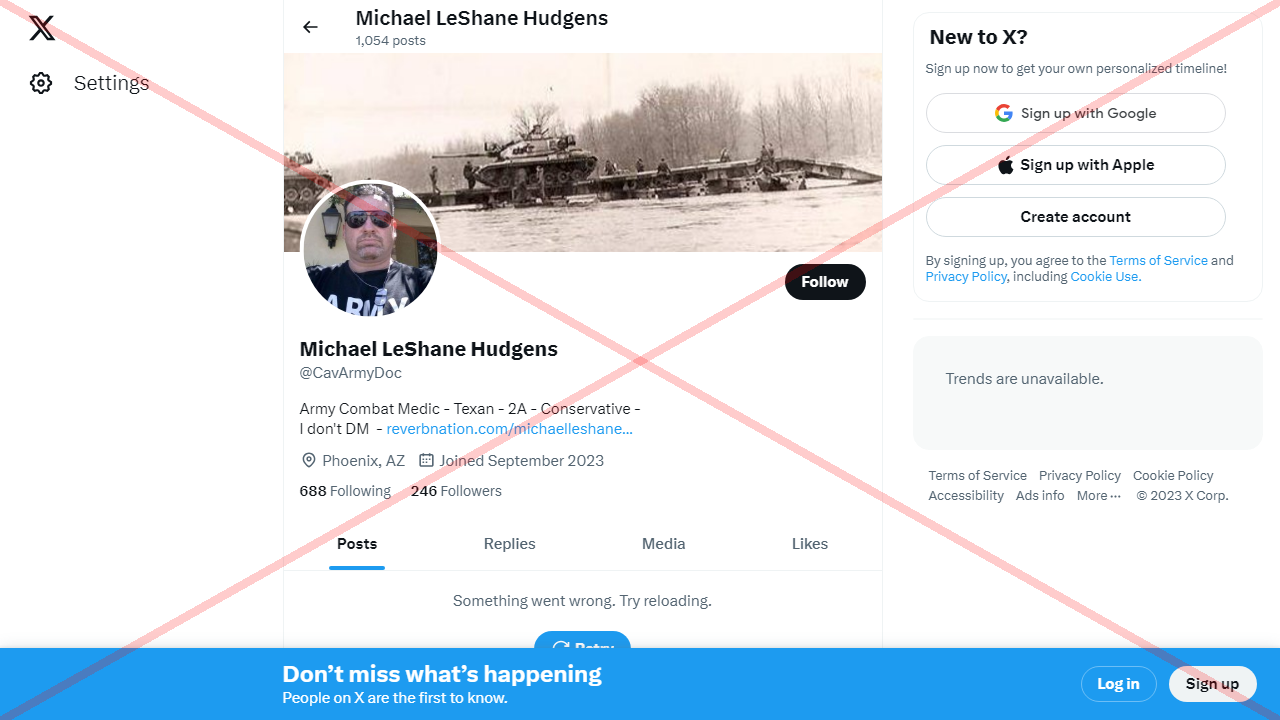 Michael LeShane Hudgens
1,054 posts
Settings
ARMY
Follow
Michael LeShane Hudgens
@CavArmyDoc
Army Combat Medic - Texan - 2A - Conservative -
I don't DM - reverbnation.com/michaelleshane…
Phoenix, AZ Joined September 2023
688 Following 246 Followers
Posts Replies Media Likes
Something went wrong. Try reloading.
Retry
New to X?
Sign up now to get your own personalized timeline!
Sign up with Google
Sign up with Apple
Create account
By signing up, you agree to the Terms of Service and
Privacy Policy, including Cookie Use.
Trends are unavailable.
Terms of Service Privacy Policy Cookie Policy
Accessibility Ads info More ··· © 2023 X Corp.
Don’t miss what’s happening
People on X are the first to know.
Log in Sign up